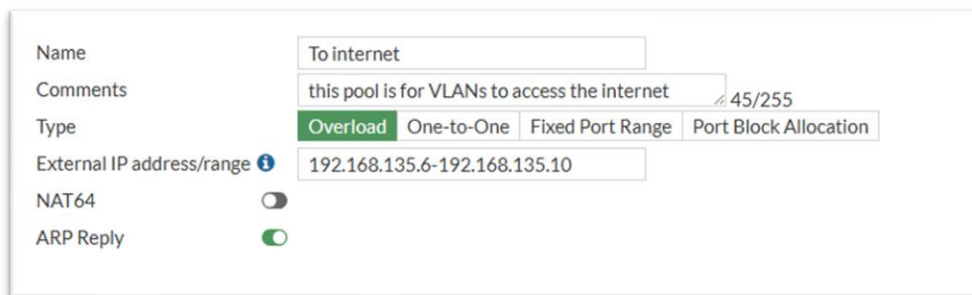 Name To internet
Comments this pool is for VLANs to access the internet 45/255
Type Overload One-to-One Fixed Port Range Port Block Allocation
External IP address/range 192.168.135.6-192.168.135.10
NAT64
ARP Reply